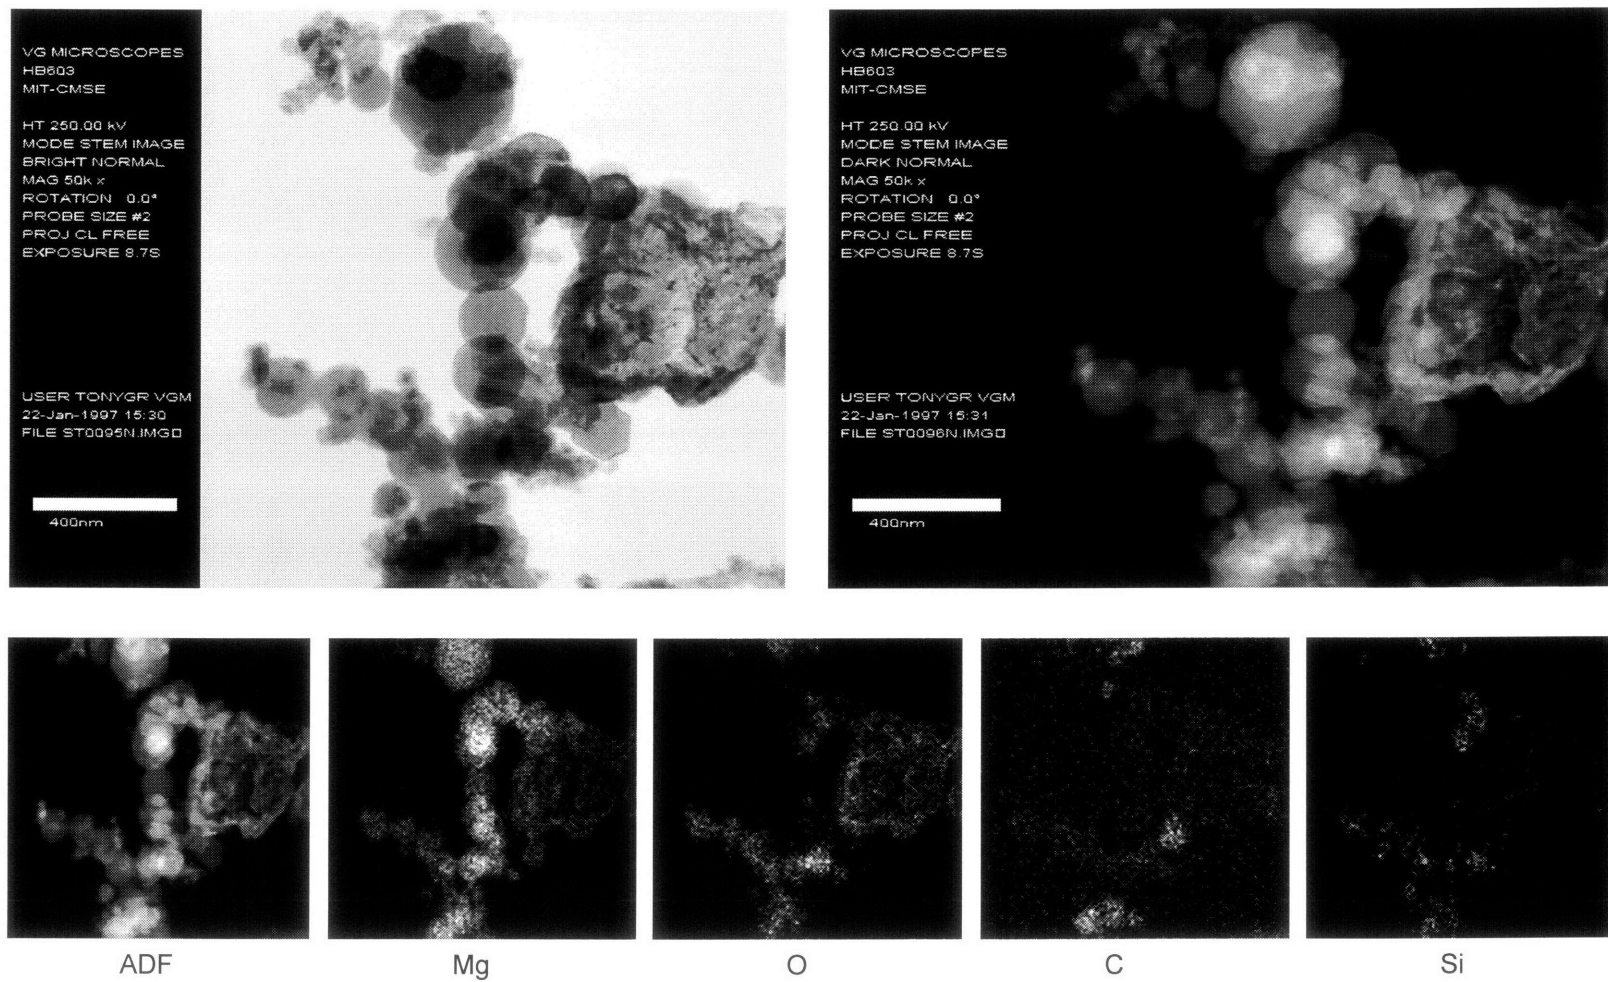 VG MICROSCOPES
HB603
MIT-CMSE
HT 250.00 kV
MODE STEM IMAGE
BRIGHT NORMAL
MAG 50k x
ROTATION 0.0°
PROBE SIZE #2
PROJ CL FREE
EXPOSURE 8.7S
USER TONYGR VGM
22-Jan-1997 15:30
FILE ST0095N.IMG□
400nm
VG MICROSCOPES
HB603
MIT-CMSE
HT 250.00 kV
MODE STEM IMAGE
DARK NORMAL
MAG 50k x
ROTATION 0.0°
PROBE SIZE #2
PROJ CL FREE
EXPOSURE 8.7S
USER TONYGR VGM
22-Jan-1997 15:31
FILE ST0096N.IMG□
400nm
ADF
Mg
O
C
Si